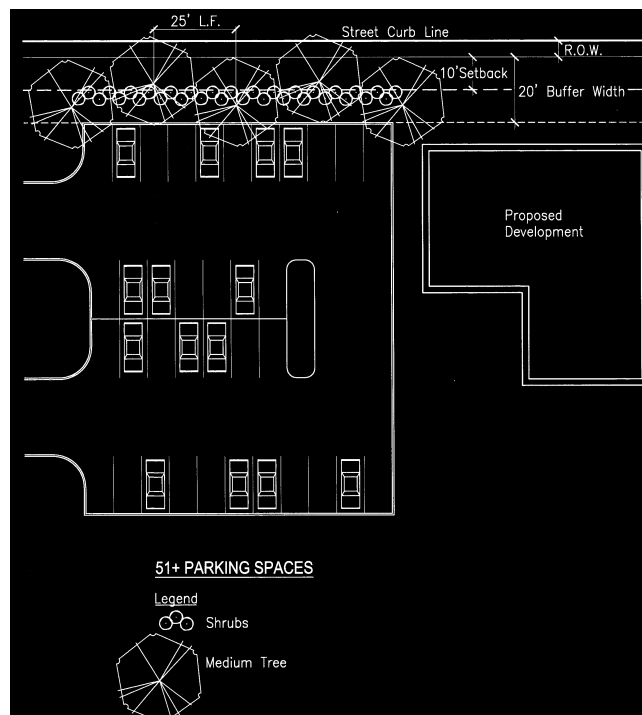 25' L.F.
Street Curb Line
R.O.W.
10'Setback
20' Buffer Width
Proposed
Development
51+ PARKING SPACES
Legend
Shrubs
Medium Tree